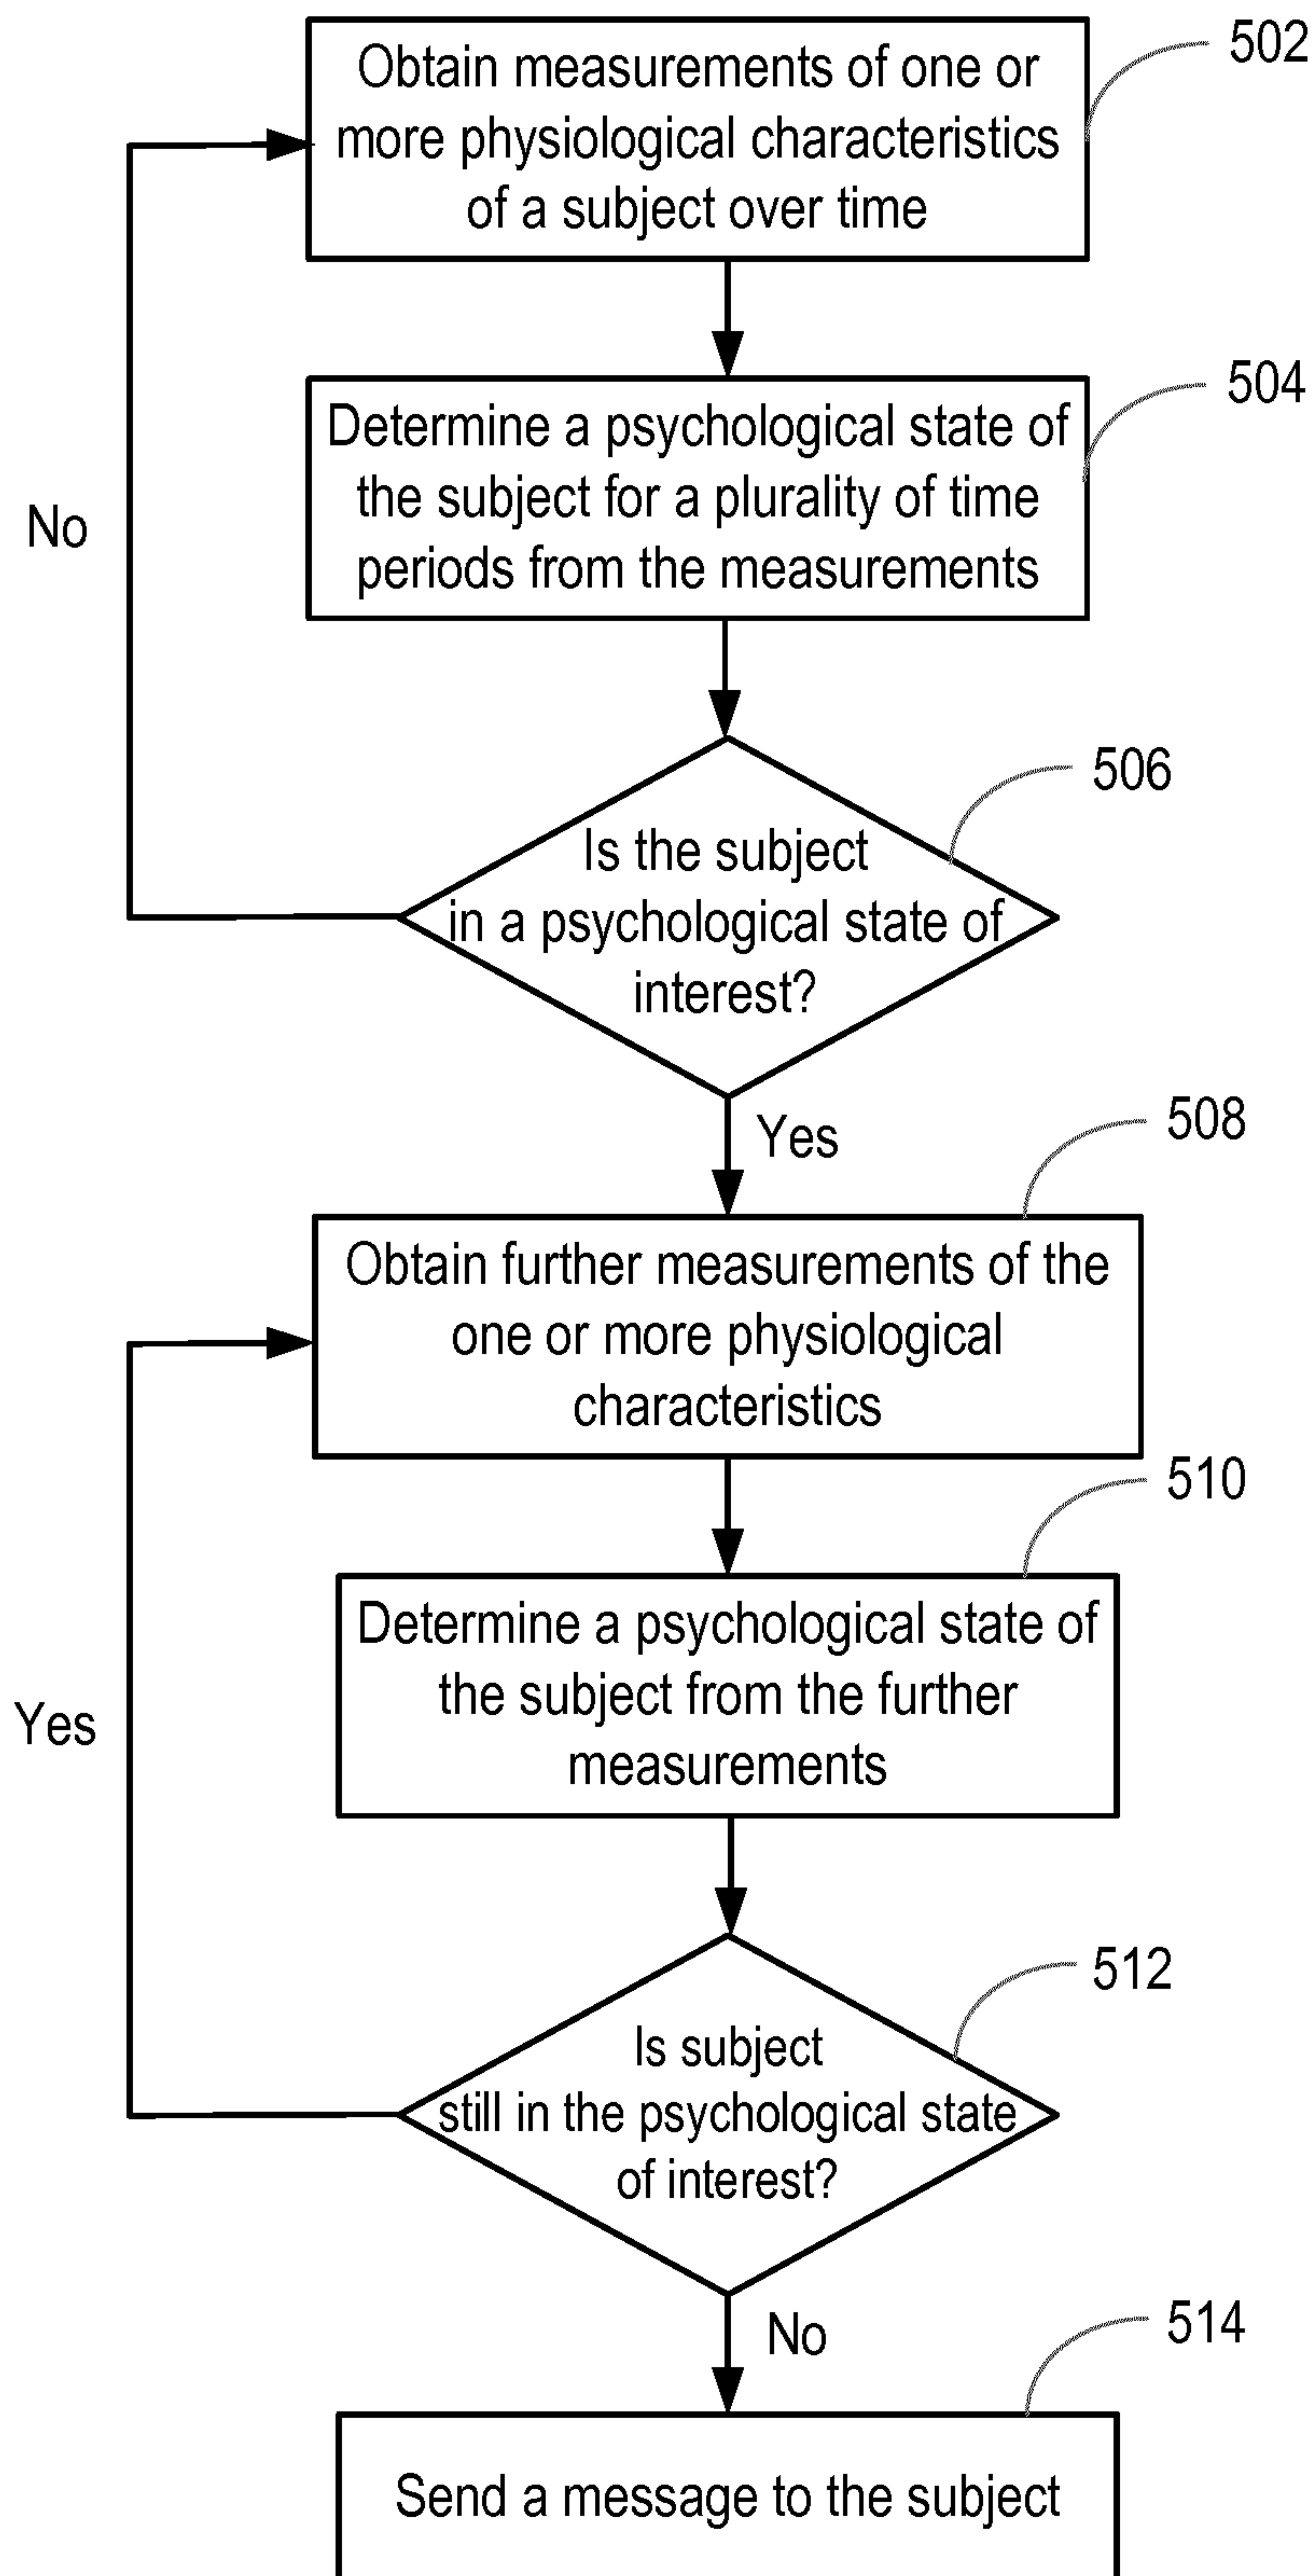 502
Obtain measurements of one or
more physiological characteristics
of a subject over time
504
Determine a psychological state of
the subject for a plurality of time
periods from the measurements
No
506
Is the subject
in a psychological state of
interest?
Yes
508
Obtain further measurements of the
one or more physiological
characteristics
510
Determine a psychological state of
the subject from the further
measurements
Yes
512
Is subject
still in the psychological state
of interest?
No
514
Send a message to the subject